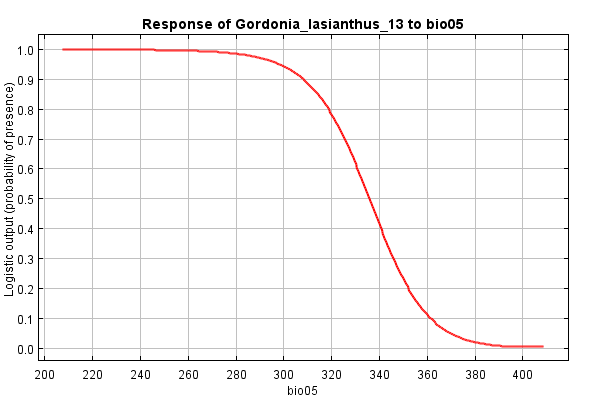 Response of Gordonia_lasianthus_13 to bio05
Logistic output (probability of presence)
1.0
0.9
0.8
0.7
0.6
0.5
0.4
0.3
0.2
0.1
0.0
200 220 240 260 280 300 320 340 360 380 400
bio05